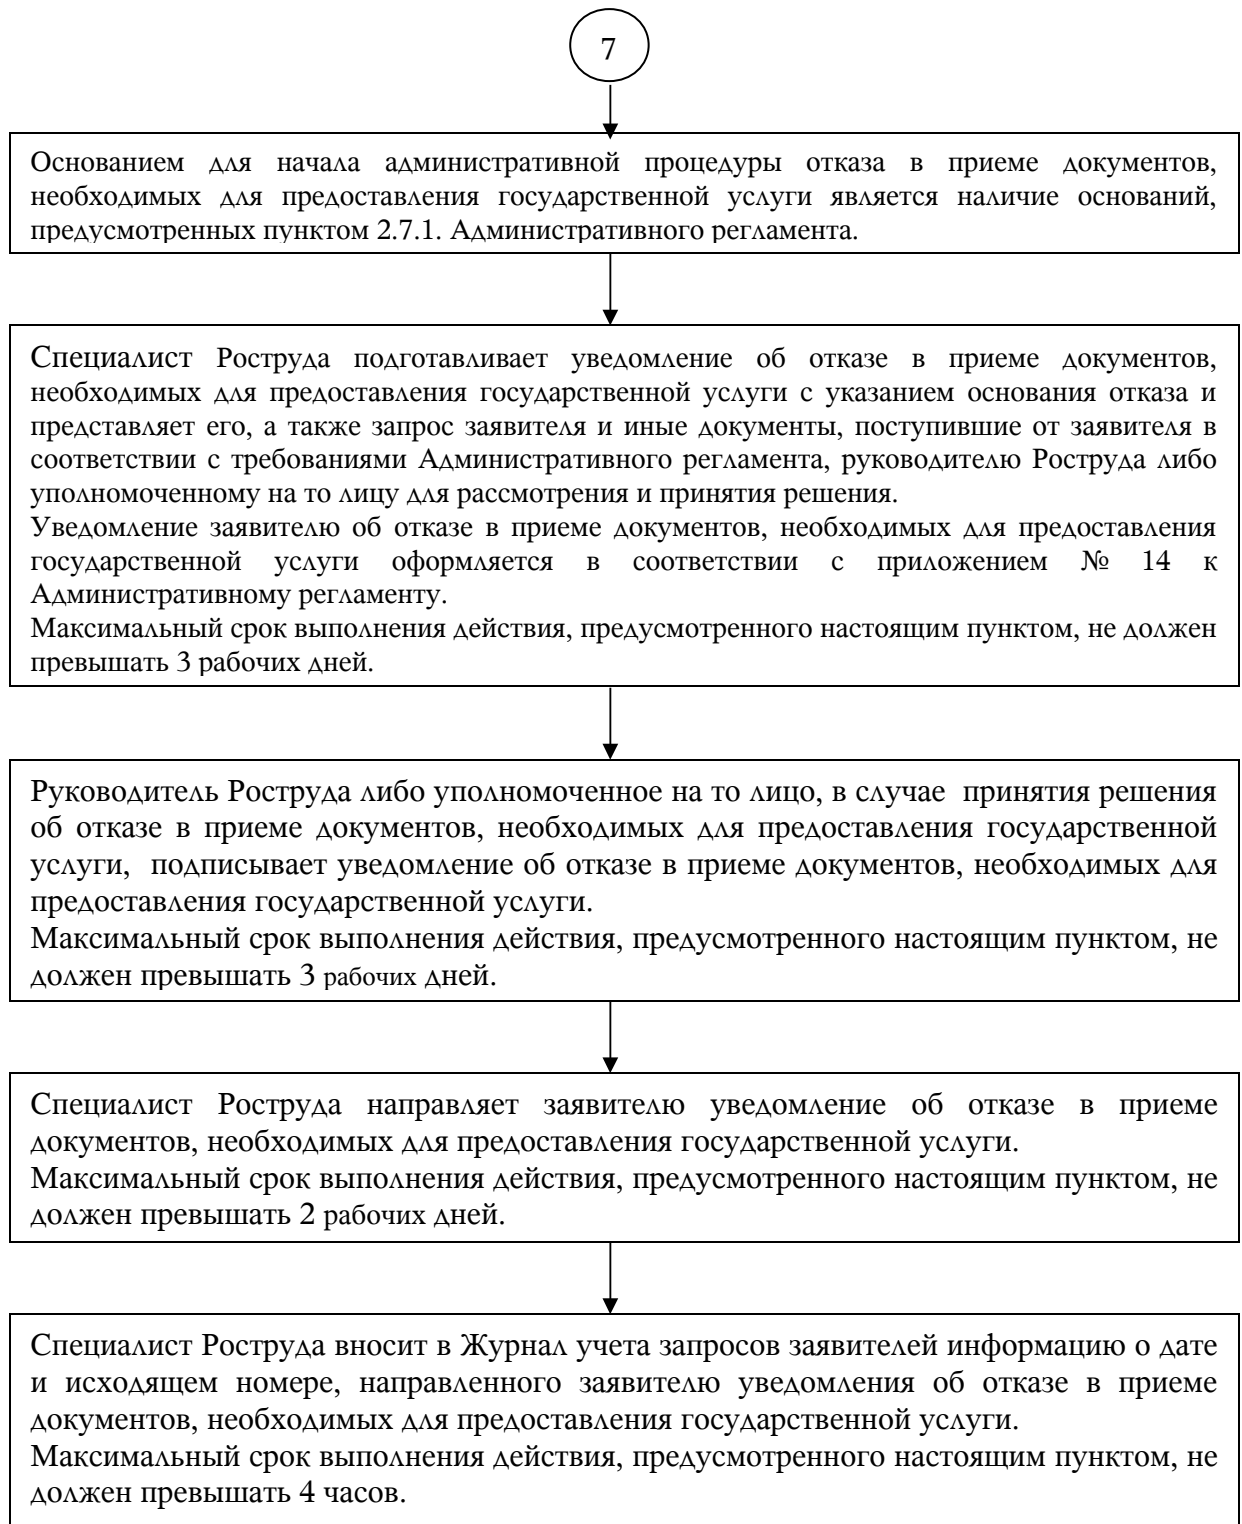 7
Основанием для начала административной процедуры отказа в приеме документов,
необходимых для предоставления государственной услуги является наличие оснований,
предусмотренных пунктом 2.7.1. Административного регламента.
Специалист Роструда подготавливает уведомление об отказе в приеме документов,
необходимых для предоставления государственной услуги с указанием основания отказа и
представляет его, а также запрос заявителя и иные документы, поступившие от заявителя в
соответствии с требованиями Административного регламента, руководителю Роструда либо
уполномоченному на то лицу для рассмотрения и принятия решения.
Уведомление заявителю об отказе в приеме документов, необходимых для предоставления
государственной услуги оформляется в соответствии с приложением № 14 к
Административному регламенту.
Максимальный срок выполнения действия, предусмотренного настоящим пунктом, не должен
превышать 3 рабочих дней.
Руководитель Роструда либо уполномоченное на то лицо, в случае принятия решения
об отказе в приеме документов, необходимых для предоставления государственной
услуги, подписывает уведомление об отказе в приеме документов, необходимых для
предоставления государственной услуги.
Максимальный срок выполнения действия, предусмотренного настоящим пунктом, не
должен превышать 3 рабочих дней.
Специалист Роструда направляет заявителю уведомление об отказе в приеме
документов, необходимых для предоставления государственной услуги.
Максимальный срок выполнения действия, предусмотренного настоящим пунктом, не
должен превышать 2 рабочих дней.
Специалист Роструда вносит в Журнал учета запросов заявителей информацию о дате
и исходящем номере, направленного заявителю уведомления об отказе в приеме
документов, необходимых для предоставления государственной услуги.
Максимальный срок выполнения действия, предусмотренного настоящим пунктом, не
должен превышать 4 часов.